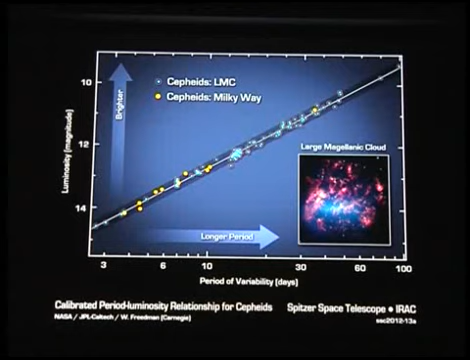 Cepheids: LMC
Cepheids: Milky Way
Brighter
Luminosity (magnitude)
10
12
14
Large Magellanic Cloud
Longer Period
3
6
10
30
60
100
Period of Variability (days)
Calibrated Period-luminosity Relationship for Cepheids
NASA / JPL-Caltech / W. Freedman (Carnegie)
Spitzer Space Telescope • IRAC
ssc2012-13a